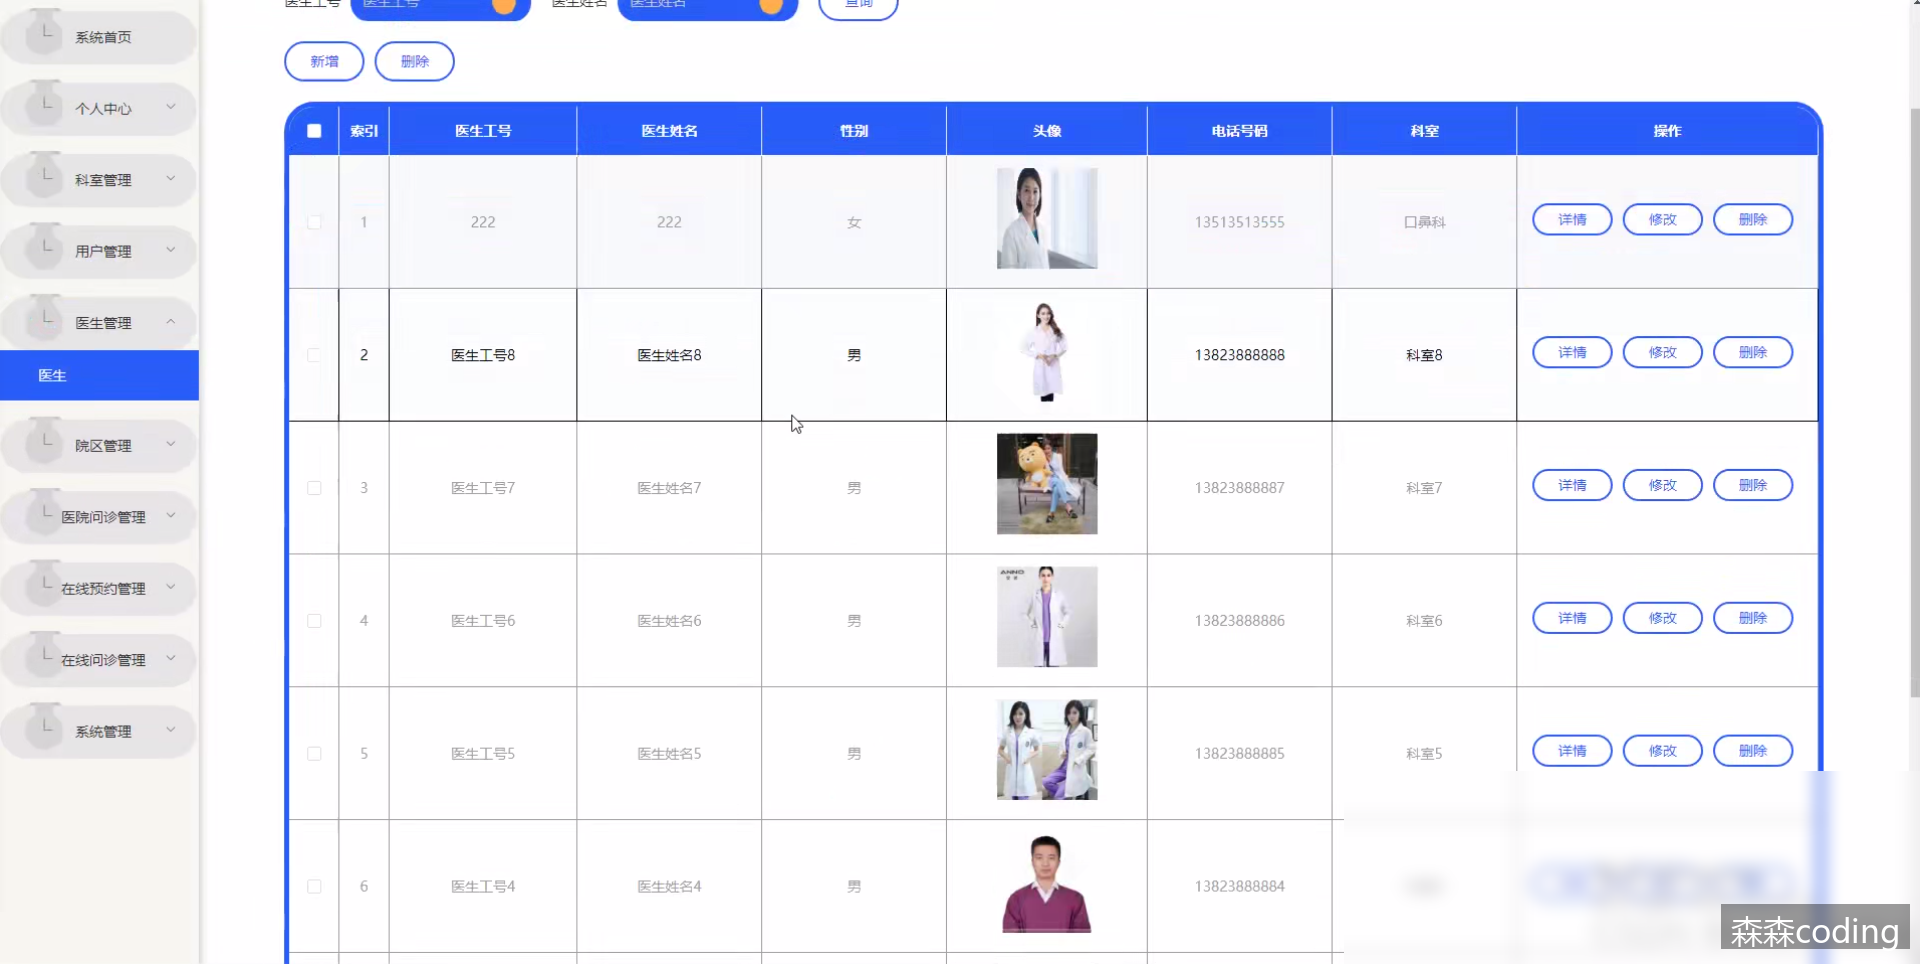 医生工号 医生工号 医生姓名 医生姓名 查询
新增 删除
系统首页
个人中心
科室管理
用户管理
医生管理
医生
院区管理
医院问诊管理
在线预约管理
在线问诊管理
系统管理
索引 医生工号 医生姓名 性别 头像 电话号码 科室 操作
1 222 222 女 13513513555 口鼻科 详情 修改 删除
2 医生工号8 医生姓名8 男 13823888888 科室8 详情 修改 删除
3 医生工号7 医生姓名7 男 13823888887 科室7 详情 修改 删除
ANNO
4 医生工号6 医生姓名6 男 13823888886 科室6 详情 修改 删除
5 医生工号5 医生姓名5 男 13823888885 科室5 详情 修改 删除
6 医生工号4 医生姓名4 男 13823888884
森森coding